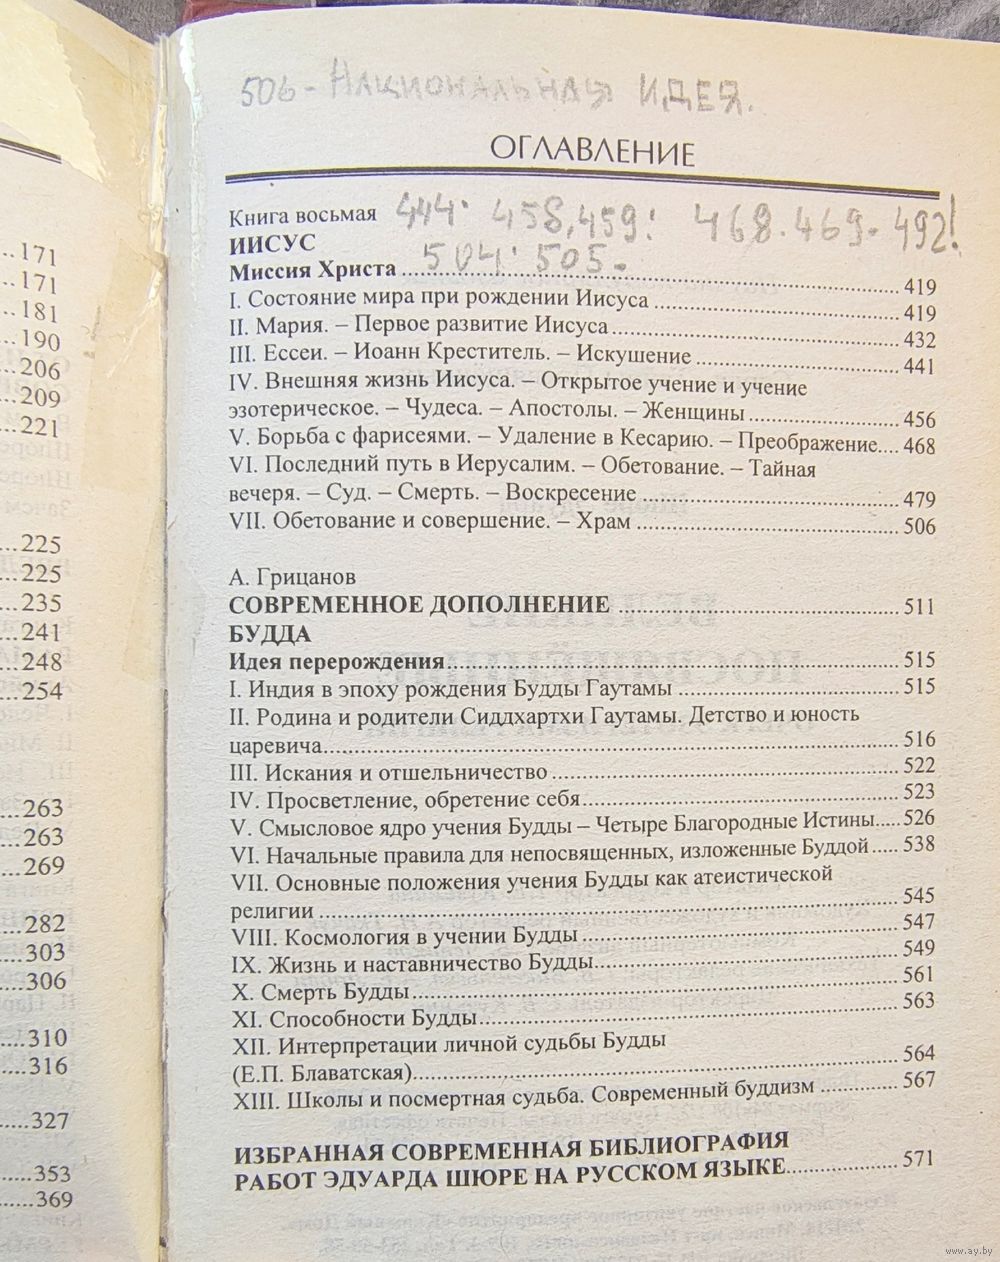 506 - НАЦИОНАЛЬНАЯ ИДЕЯ.
ОГЛАВЛЕНИЕ
Книга восьмая 444. 458, 459! 468. 469. 492!
ИИСУС
504. 505.
Миссия Христа ........ 419
I. Состояние мира при рождении Иисуса ........ 419
II. Мария. – Первое развитие Иисуса ........ 432
III. Ессеи. – Иоанн Креститель. – Искушение ........ 441
IV. Внешняя жизнь Иисуса. – Открытое учение и учение
эзотерическое. – Чудеса. – Апостолы. – Женщины ........ 456
V. Борьба с фарисеями. – Удаление в Кесарию. – Преображение.... 468
VI. Последний путь в Иерусалим. – Обетование. – Тайная
вечеря. – Суд. – Смерть. – Воскресение ........ 479
VII. Обетование и совершение. – Храм ........ 506
А. Грицанов
СОВРЕМЕННОЕ ДОПОЛНЕНИЕ ........ 511
БУДДА
Идея перерождения ........ 515
I. Индия в эпоху рождения Будды Гаутамы ........ 515
II. Родина и родители Сиддхартхи Гаутамы. Детство и юность
царевича ........ 516
III. Искания и отшельничество ........ 522
IV. Просветление, обретение себя ........ 523
V. Смысловое ядро учения Будды – Четыре Благородные Истины ..... 526
VI. Начальные правила для непосвященных, изложенные Буддой ..... 538
VII. Основные положения учения Будды как атеистической
религии ........ 545
VIII. Космология в учении Будды ........ 547
IX. Жизнь и наставничество Будды ........ 549
X. Смерть Будды ........ 561
XI. Способности Будды ........ 563
XII. Интерпретации личной судьбы Будды
(Е.П. Блаватская) ........ 564
XIII. Школы и посмертная судьба. Современный буддизм ........ 567
ИЗБРАННАЯ СОВРЕМЕННАЯ БИБЛИОГРАФИЯ
РАБОТ ЭДУАРДА ШЮРЕ НА РУССКОМ ЯЗЫКЕ ........ 571
..171
...171
....181
....190
...206
...209
...221
...225
...225
...235
...241
...248
...254
....263
....263
....269
....282
....303
....306
....310
....316
....327
....353
....369
www.ay.by